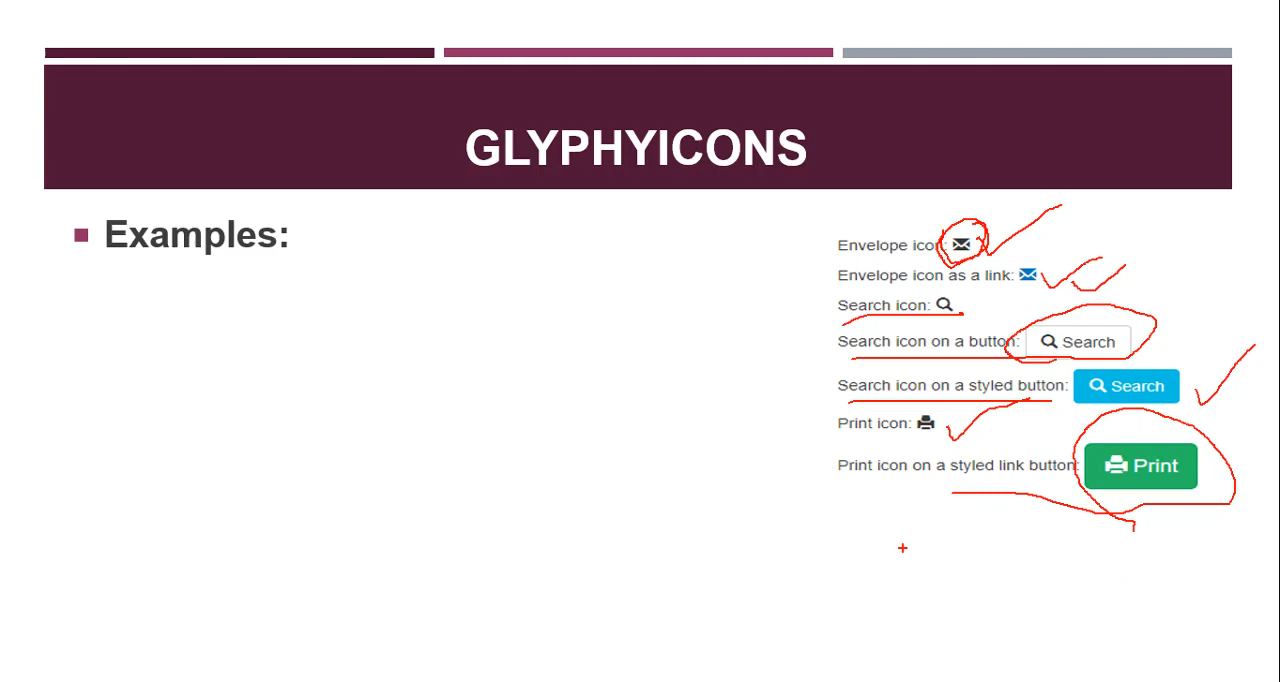 GLYPHYICONS
Examples:
Envelope icon:
Envelope icon as a link:
Search icon:
Search icon on a button: Search
Search icon on a styled button: Search
Print icon:
Print icon on a styled link button: Print